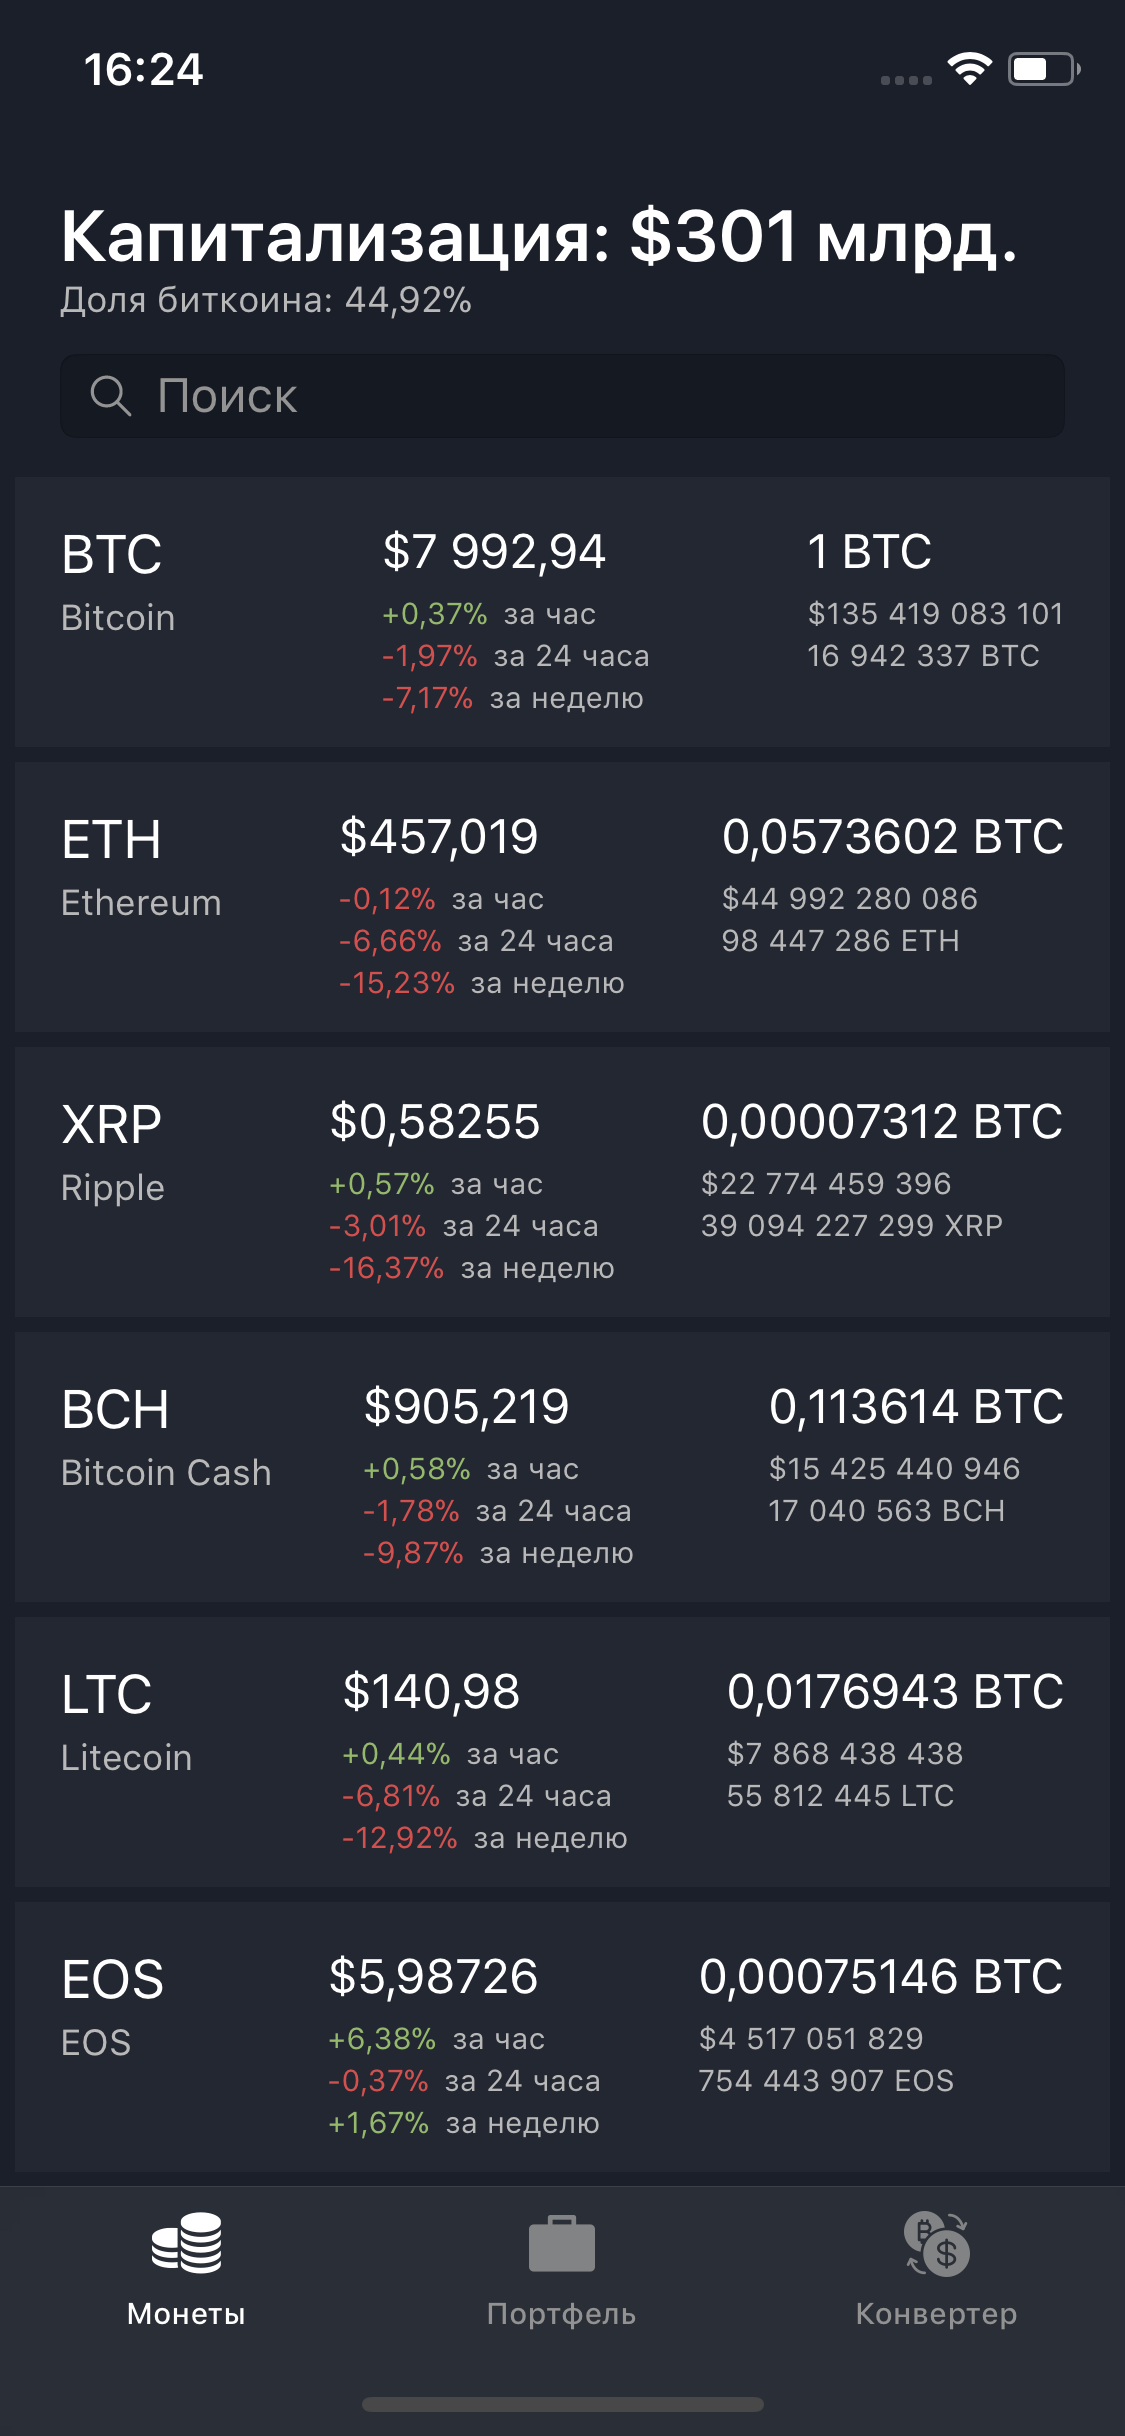 16:24
Капитализация: $301 млрд.
Доля биткоина: 44,92%
Поиск
BTC $7 992,94 1 BTC
Bitcoin +0,37% за час $135 419 083 101
-1,97% за 24 часа 16 942 337 BTC
-7,17% за неделю
ETH $457,019 0,0573602 BTC
Ethereum -0,12% за час $44 992 280 086
-6,66% за 24 часа 98 447 286 ETH
-15,23% за неделю
XRP $0,58255 0,00007312 BTC
Ripple +0,57% за час $22 774 459 396
-3,01% за 24 часа 39 094 227 299 XRP
-16,37% за неделю
BCH $905,219 0,113614 BTC
Bitcoin Cash +0,58% за час $15 425 440 946
-1,78% за 24 часа 17 040 563 BCH
-9,87% за неделю
LTC $140,98 0,0176943 BTC
Litecoin +0,44% за час $7 868 438 438
-6,81% за 24 часа 55 812 445 LTC
-12,92% за неделю
EOS $5,98726 0,00075146 BTC
EOS +6,38% за час $4 517 051 829
-0,37% за 24 часа 754 443 907 EOS
+1,67% за неделю
Монеты Портфель Конвертер